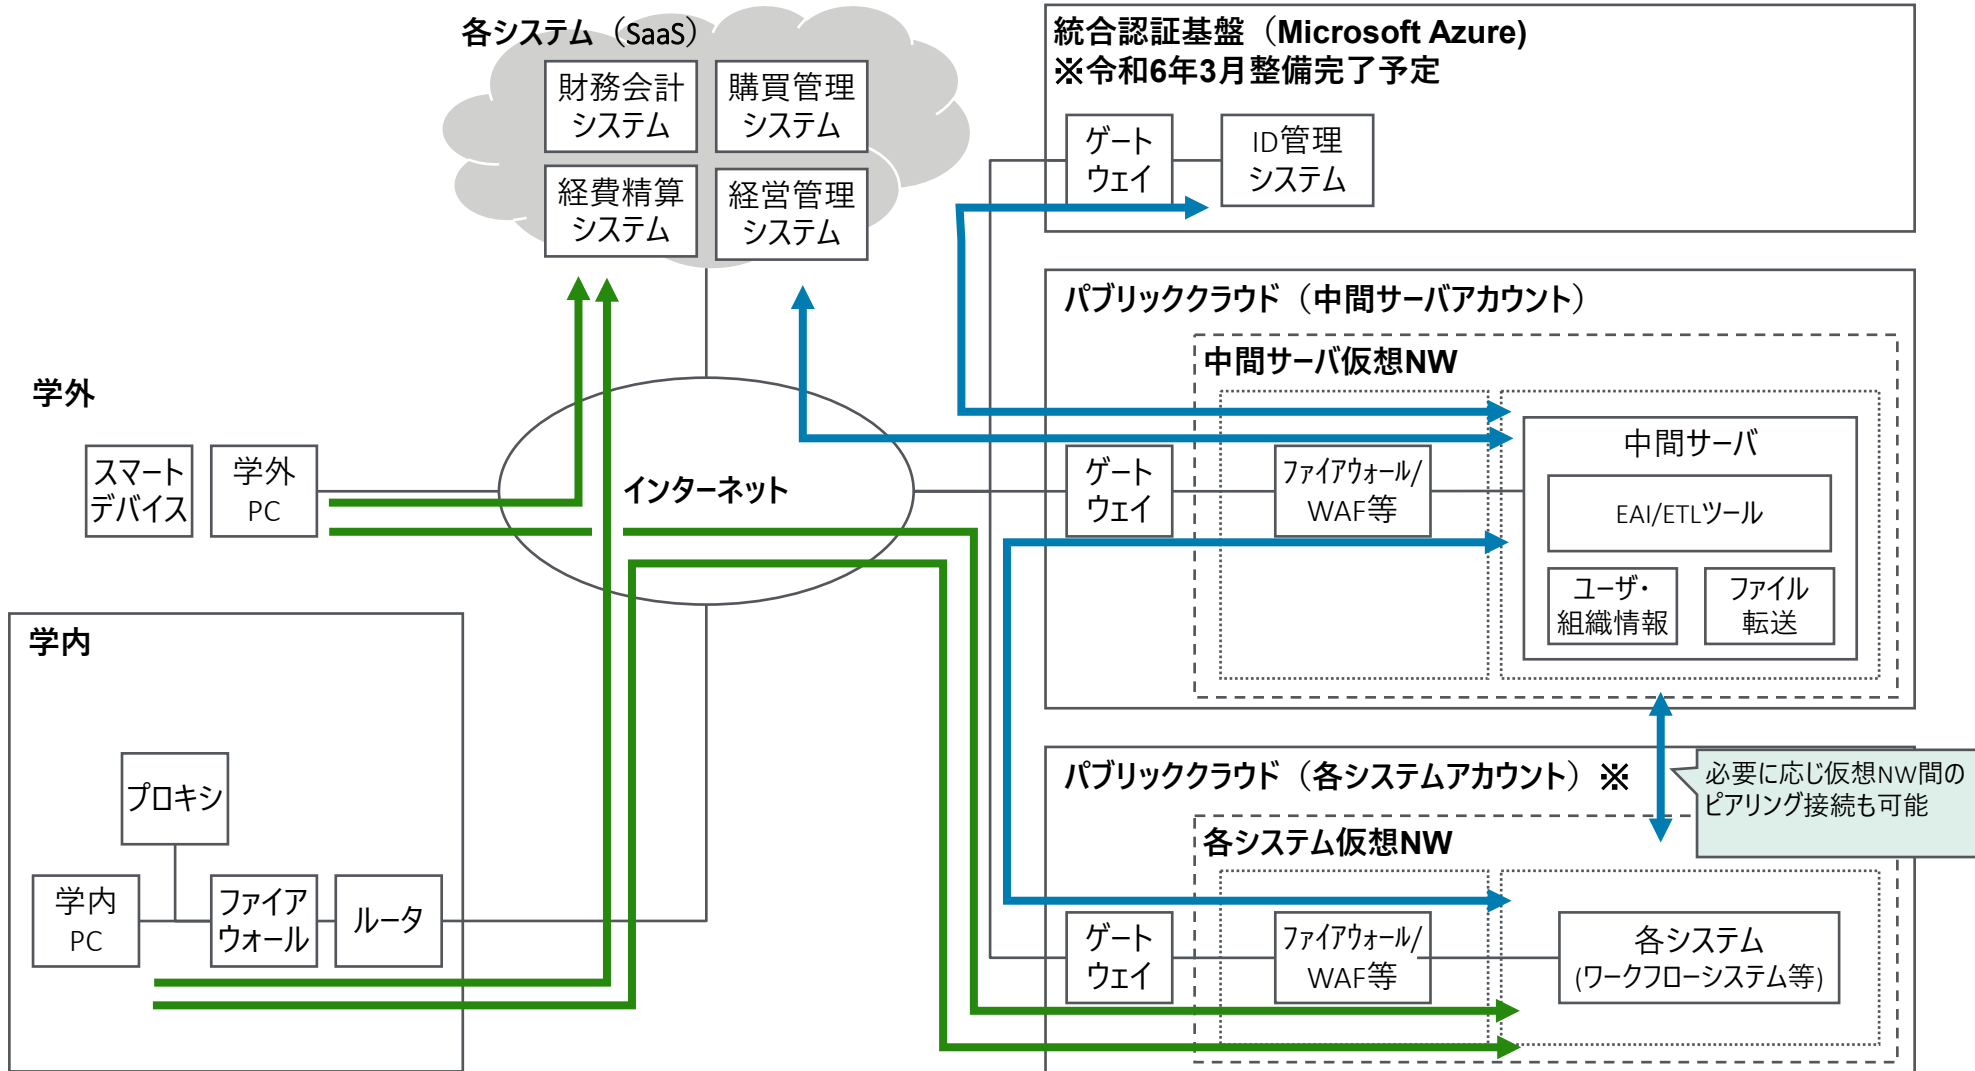 各システム（SaaS）
財務会計
システム
購買管理
システム
経費精算
システム
経営管理
システム
統合認証基盤（Microsoft Azure)
※令和6年3月整備完了予定
ゲート
ウェイ
ID管理
システム
パブリッククラウド（中間サーバアカウント）
中間サーバ仮想NW
ゲート
ウェイ
ファイアウォール/
WAF等
中間サーバ
EAI/ETLツール
ユーザ・
組織情報
ファイル
転送
学外
スマート
デバイス
学外
PC
インターネット
学内
プロキシ
学内
PC
ファイア
ウォール
ルータ
パブリッククラウド（各システムアカウント）※
必要に応じ仮想NW間の
ピアリング接続も可能
各システム仮想NW
ゲート
ウェイ
ファイアウォール/
WAF等
各システム
(ワークフローシステム等)